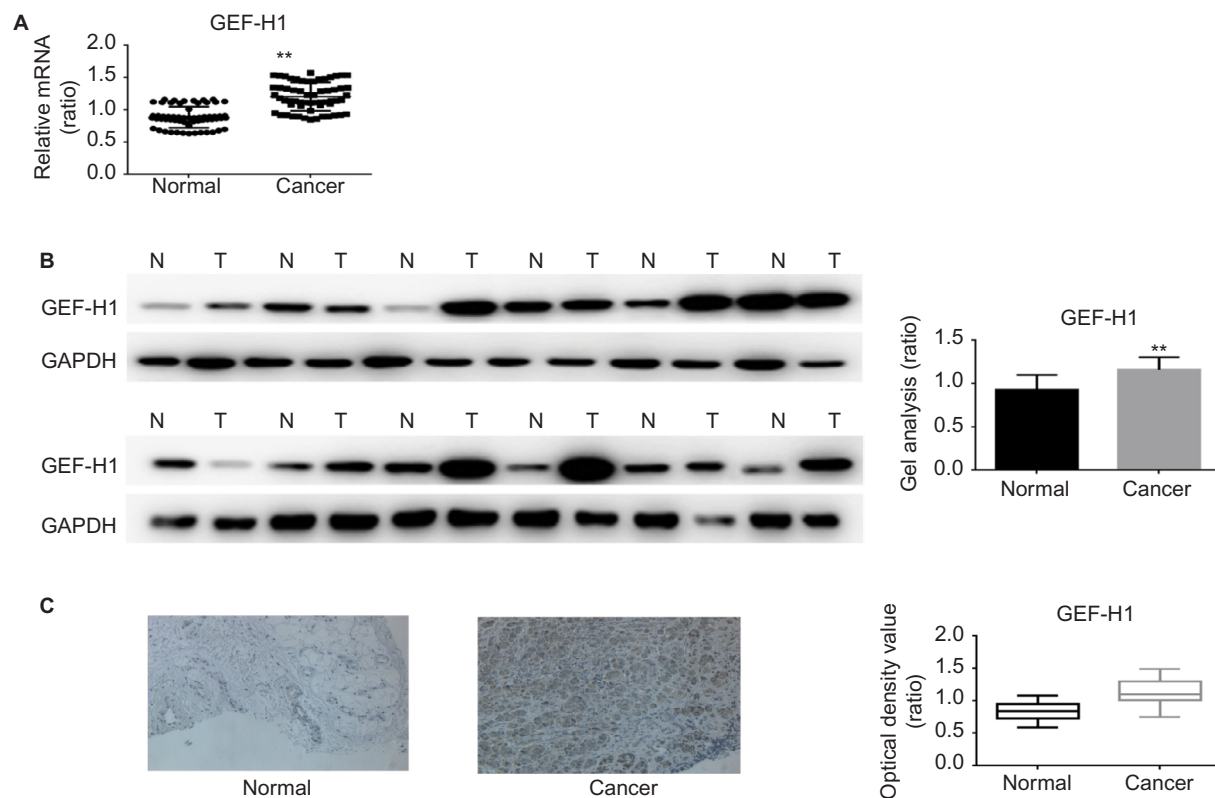 A
GEF-H1
Relative mRNA
(ratio)
2.0
1.5
1.0
0.5
0.0
**
Normal Cancer
B
N T N T N T N T N T N T
GEF-H1
GAPDH
N T N T N T N T N T N T
GEF-H1
GAPDH
GEF-H1
Gel analysis (ratio)
1.5
1.0
0.5
0.0
**
Normal Cancer
C
Normal Cancer
GEF-H1
Optical density value
(ratio)
2.0
1.5
1.0
0.5
0.0
Normal Cancer